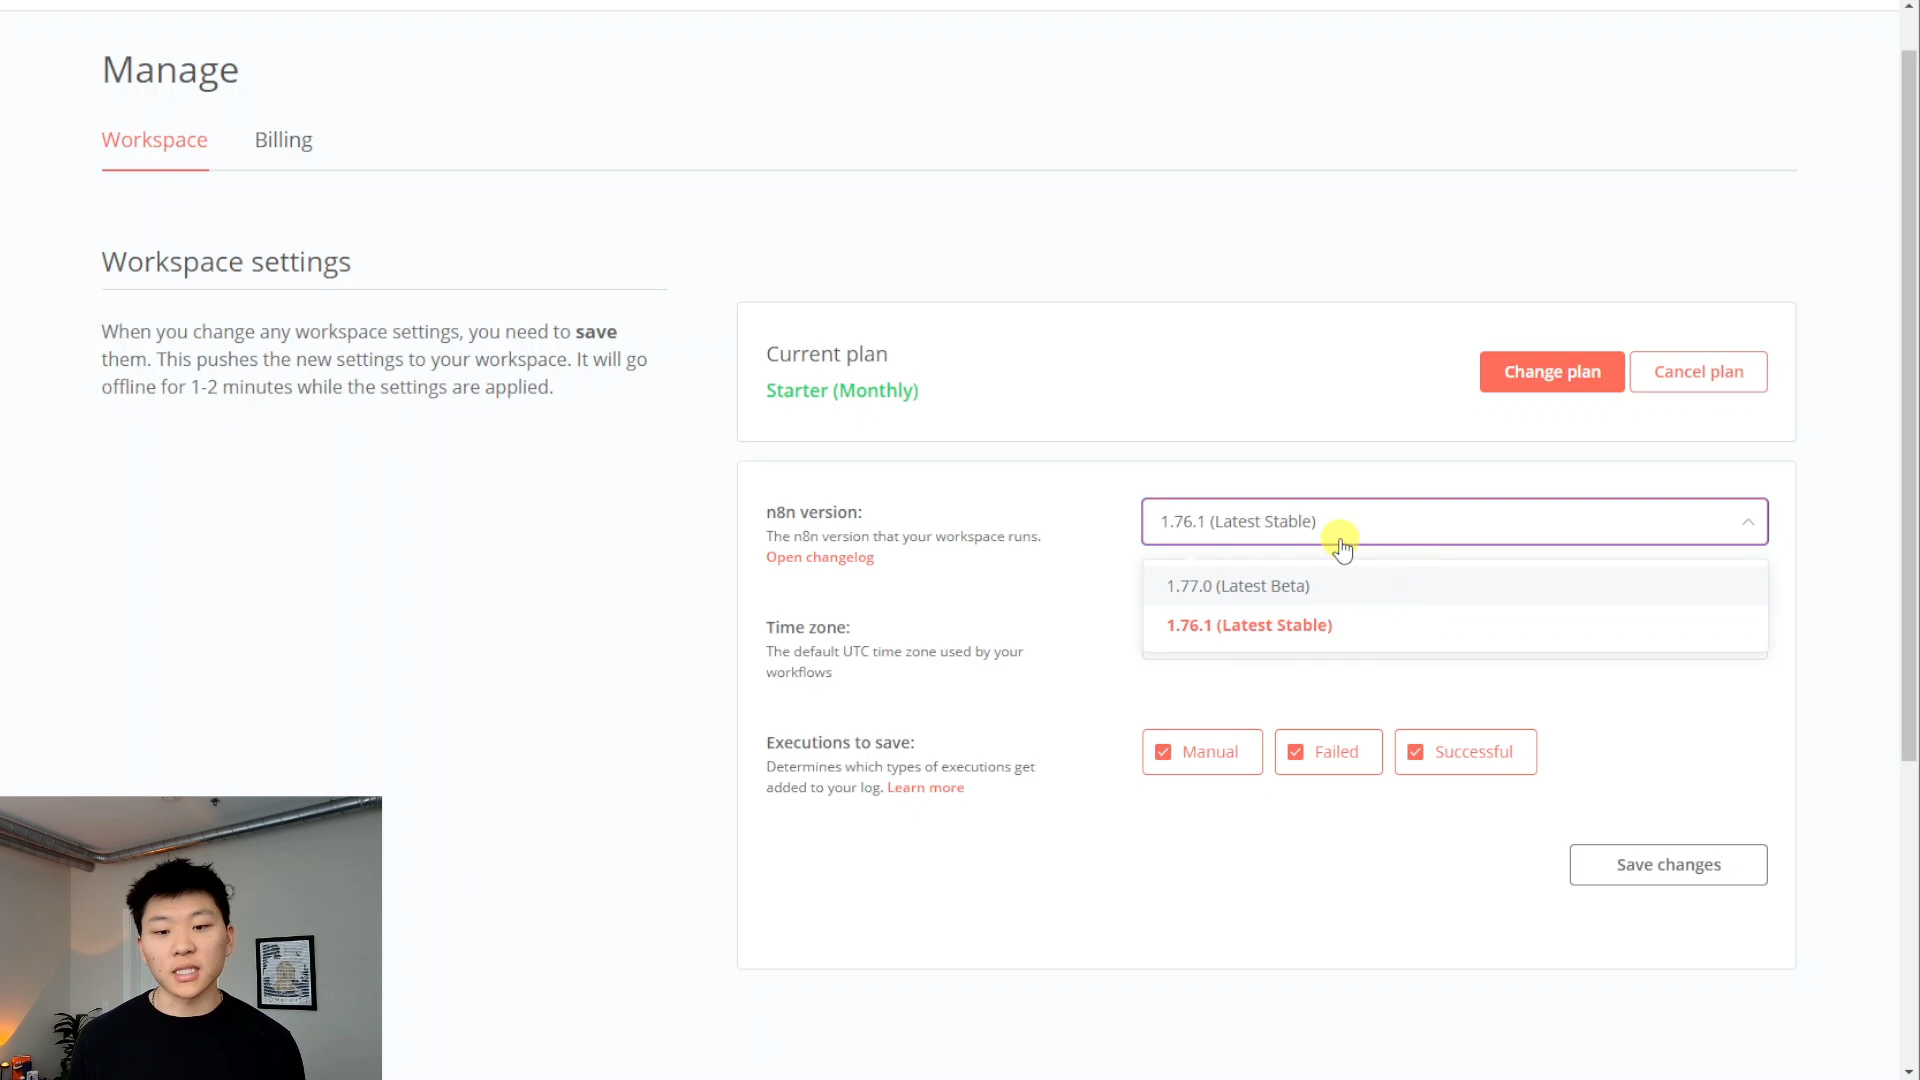 Manage
Workspace
Billing
Workspace settings
When you change any workspace settings, you need to save
them. This pushes the new settings to your workspace. It will go
offline for 1-2 minutes while the settings are applied.
Current plan
Starter (Monthly)
Change plan
Cancel plan
n8n version:
The n8n version that your workspace runs.
Open changelog
1.76.1 (Latest Stable)
1.77.0 (Latest Beta)
1.76.1 (Latest Stable)
Time zone:
The default UTC time zone used by your
workflows
Executions to save:
Determines which types of executions get
added to your log. Learn more
Manual
Failed
Successful
Save changes